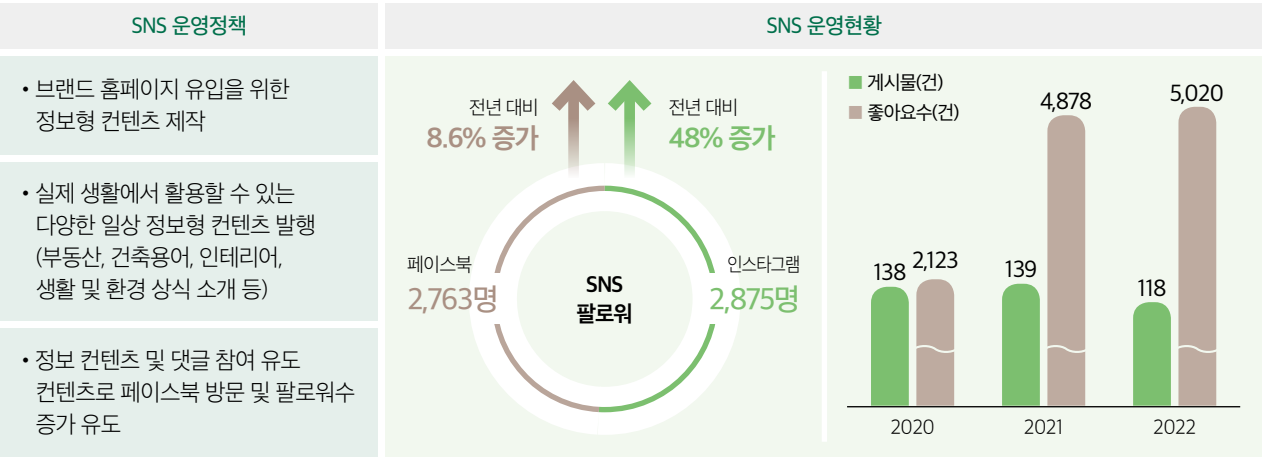 SNS 운영정책
• 브랜드 홈페이지 유입을 위한
정보형 컨텐츠 제작
• 실제 생활에서 활용할 수 있는
다양한 일상 정보형 컨텐츠 발행
(부동산, 건축용어, 인테리어,
생활 및 환경 상식 소개 등)
• 정보 컨텐츠 및 댓글 참여 유도
컨텐츠로 페이스북 방문 및 팔로워수
증가 유도
SNS 운영현황
전년 대비
8.6% 증가
전년 대비
48% 증가
페이스북
2,763명
SNS
팔로워
인스타그램
2,875명
게시물(건)
좋아요수(건)
138
2,123
139
4,878
118
5,020
2020
2021
2022